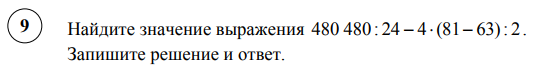 9 Найдите значение выражения 480 480 : 24 – 4 · (81 – 63) : 2.
Запишите решение и ответ.